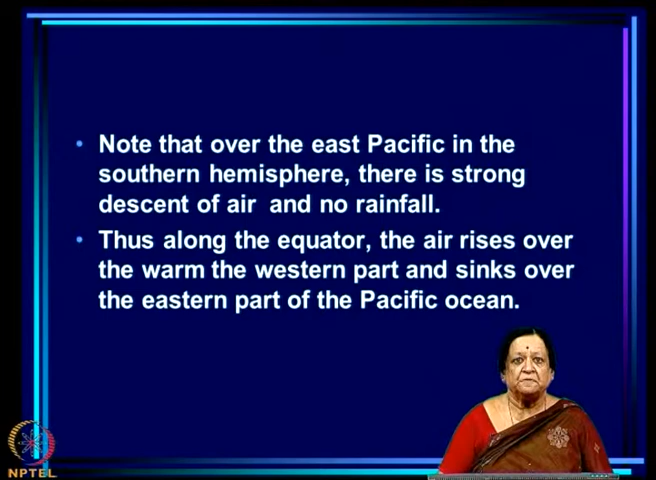 • Note that over the east Pacific in the
southern hemisphere, there is strong
descent of air and no rainfall.
• Thus along the equator, the air rises over
the warm the western part and sinks over
the eastern part of the Pacific ocean.
NPTEL